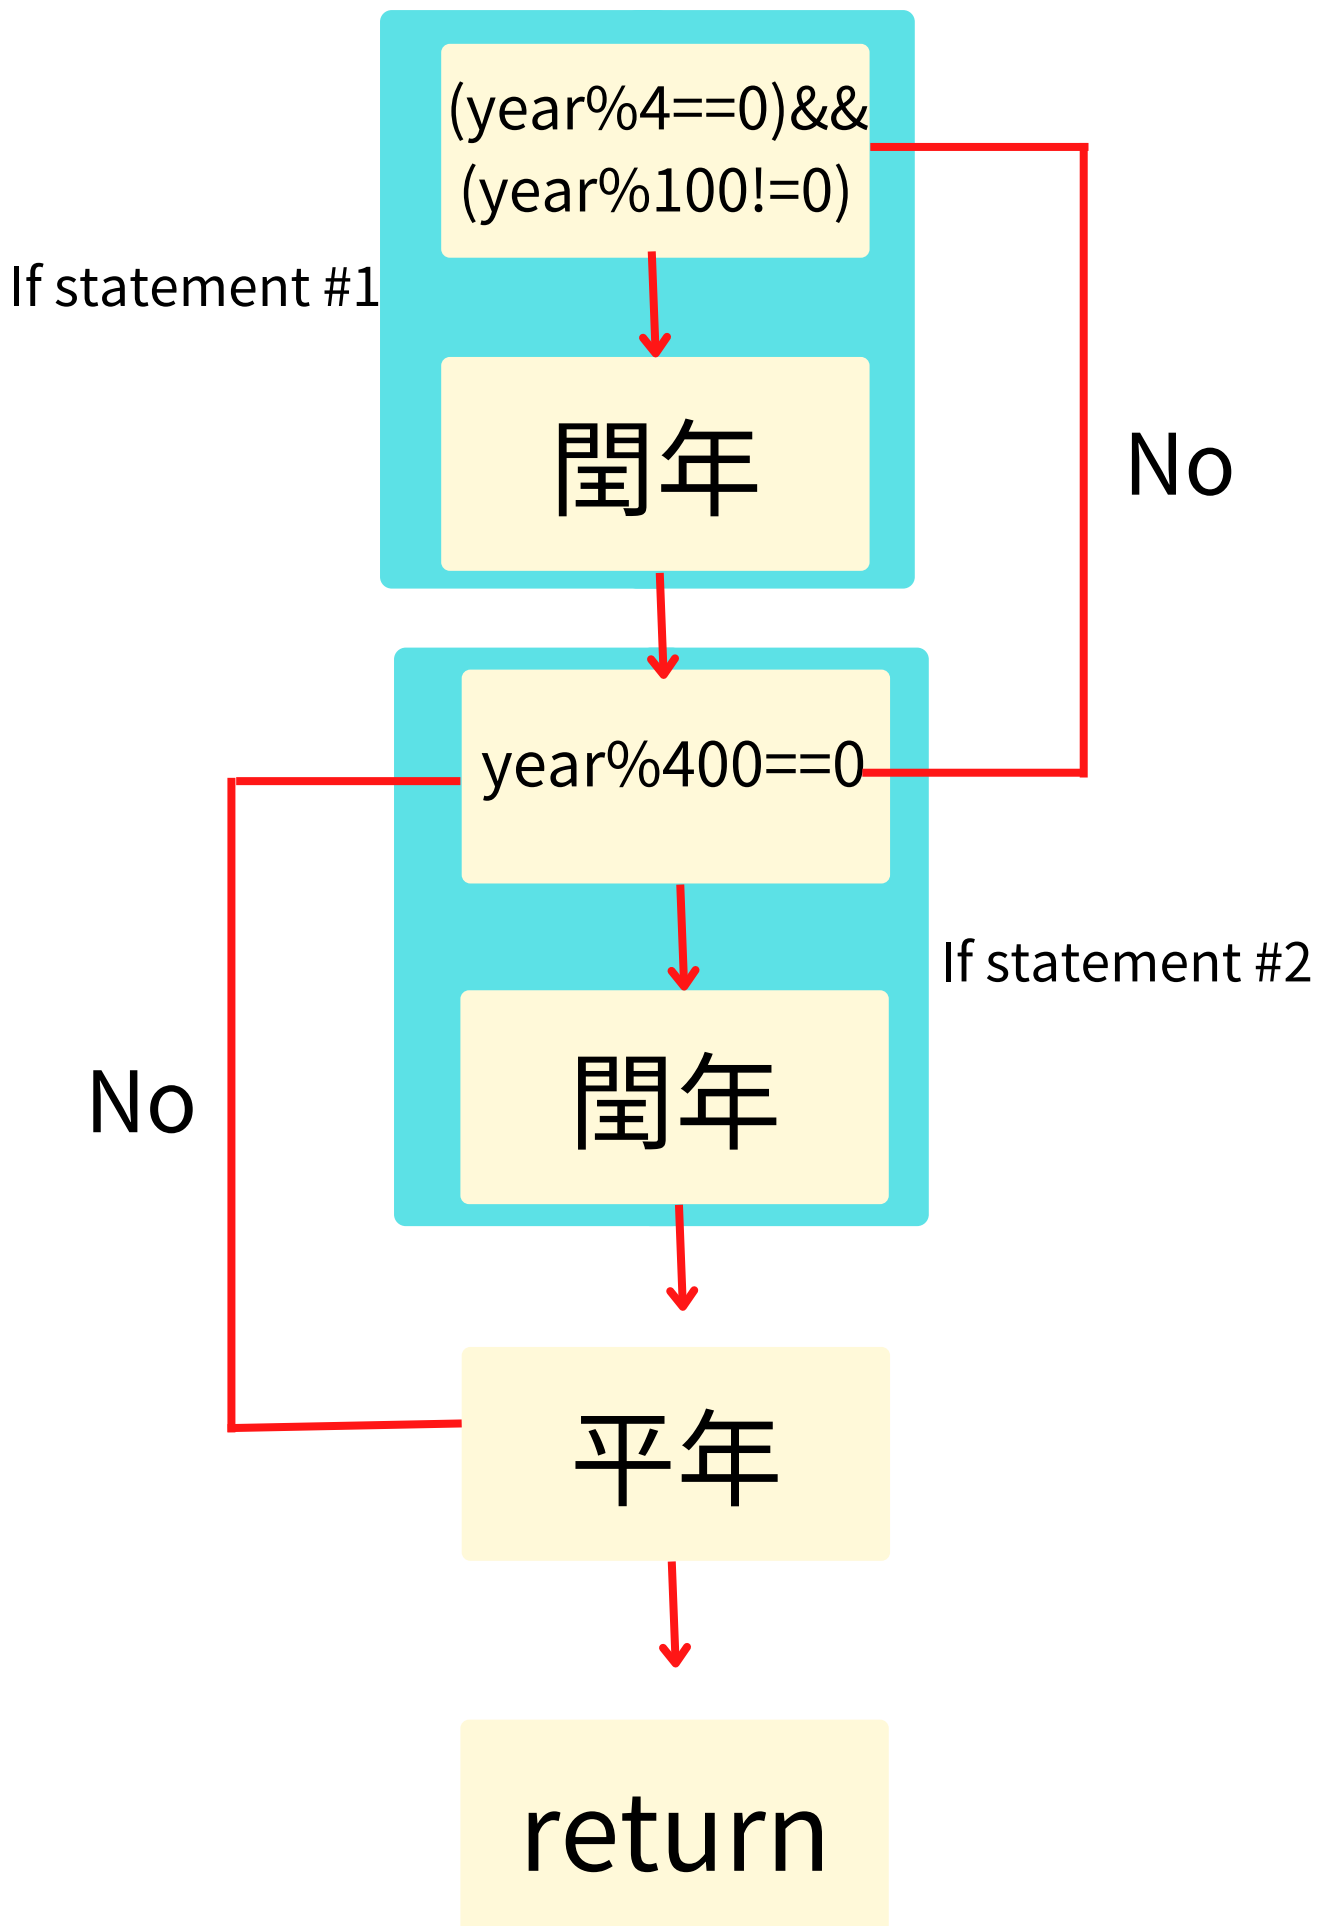 (year%4==0)&&
(year%100!=0)
If statement #1
閏年
No
year%400==0
If statement #2
閏年
No
平年
return